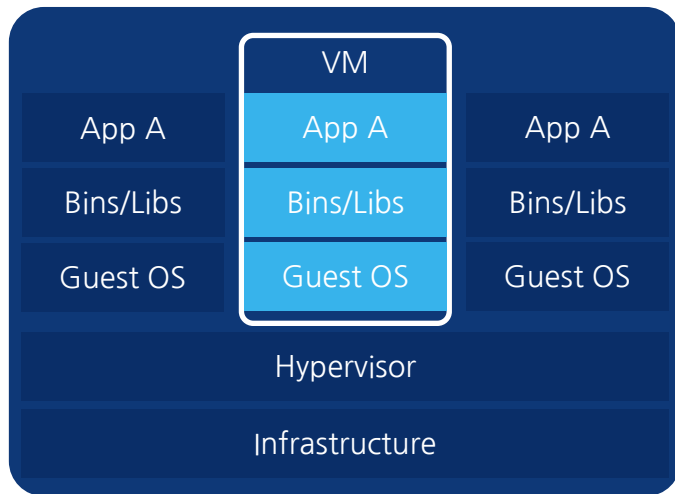 VM
App A
App A
App A
Bins/Libs
Bins/Libs
Bins/Libs
Guest OS
Guest OS
Guest OS
Hypervisor
Infrastructure